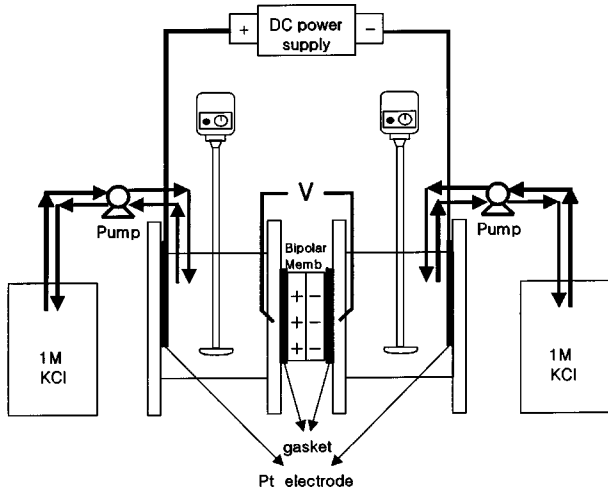 +
DC power
supply
−
V
Pump
Pump
Bipolar
Memb
+ −
+ −
+ −
1M
KCl
1M
KCl
gasket
Pt electrode